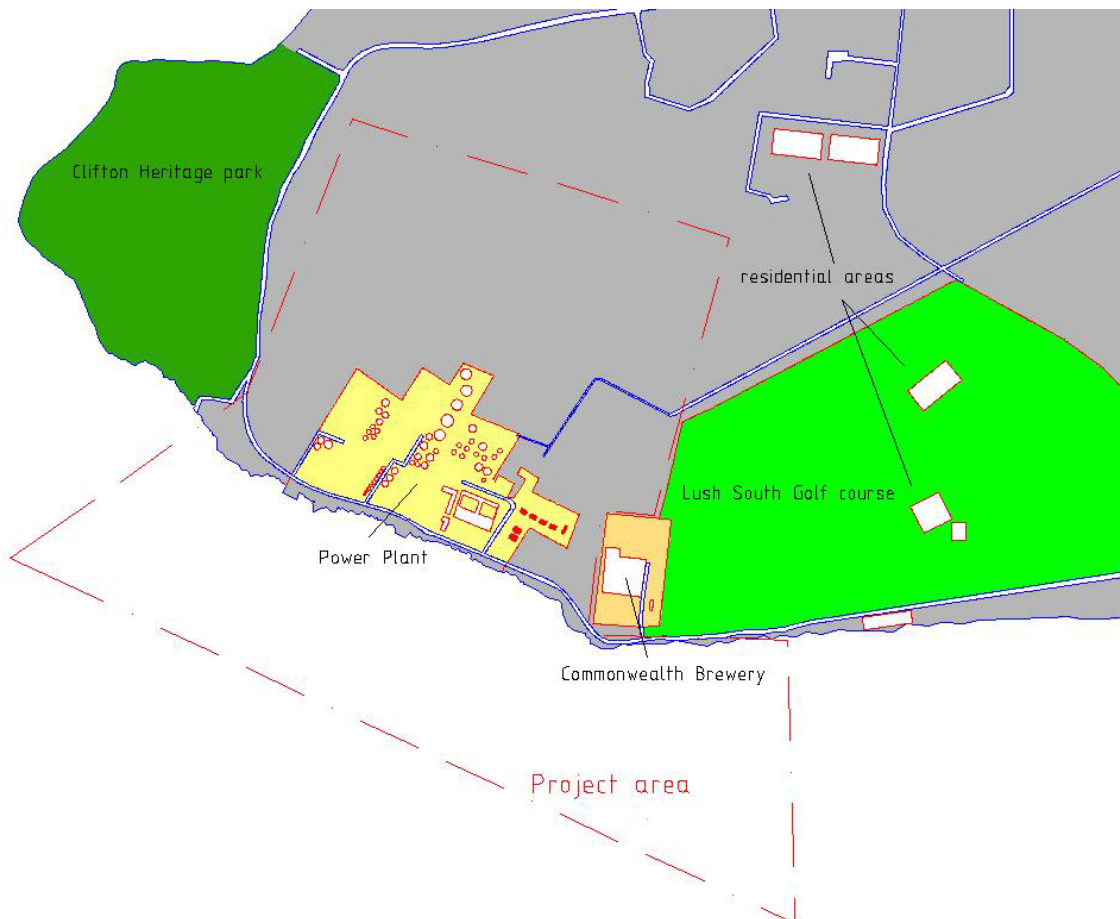 Clifton Heritage park
residential areas
Lush South Golf course
Power Plant
Commonwealth Brewery
Project area